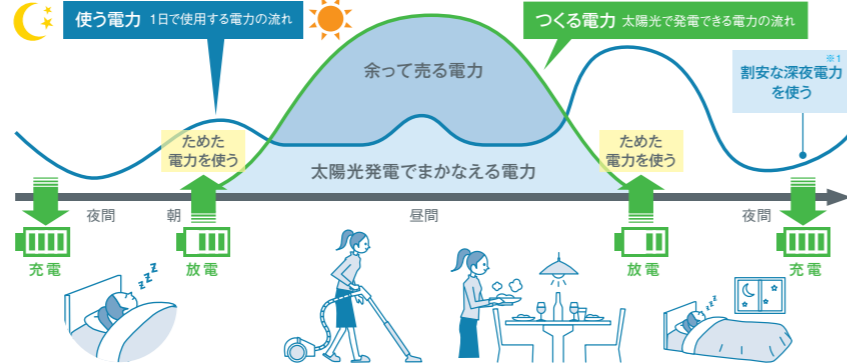 使う電力 1日で使用する電力の流れ
つくる電力 太陽光で発電できる電力の流れ
余って売る電力
※1
割安な深夜電力
を使う
ためた
電力を使う
太陽光発電でまかなえる電力
ためた
電力を使う
夜間
朝
昼間
夜間
充電
放電
放電
充電
zzz
zzz